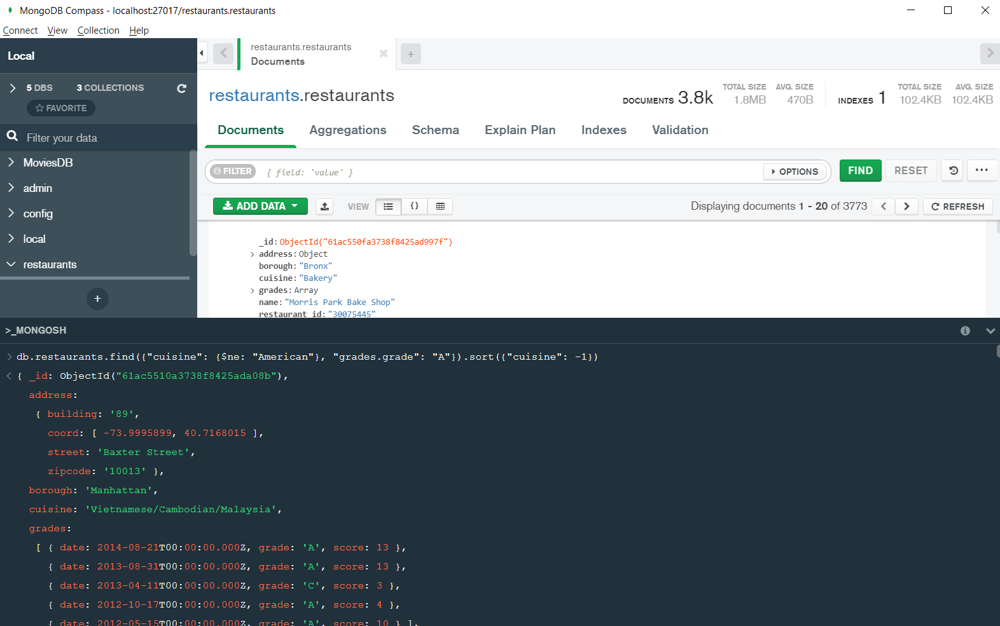 MongoDB Compass - localhost:27017/restaurants.restaurants
Connect View Collection Help
Local
5 DBS 3 COLLECTIONS
FAVORITE
Filter your data
MoviesDB
admin
config
local
restaurants
+
restaurants.restaurants
Documents
+
restaurants.restaurants
DOCUMENTS 3.8k TOTAL SIZE 1.8MB AVG. SIZE 470B INDEXES 1 TOTAL SIZE 102.4KB AVG. SIZE 102.4KB
Documents Aggregations Schema Explain Plan Indexes Validation
FILTER { field: 'value' } OPTIONS FIND RESET ...
ADD DATA VIEW {} Displaying documents 1 - 20 of 3773 < > REFRESH
_id: ObjectId("61ac550fa3738f8425ad997f")
> address: Object
borough: "Bronx"
cuisine: "Bakery"
> grades: Array
name: "Morris Park Bake Shop"
restaurant_id: "30075445"
>_MONGOSH
> db.restaurants.find({"cuisine": {$ne: "American"}, "grades.grade": "A"}).sort({"cuisine": -1})
< { _id: ObjectId("61ac5510a3738f8425ada08b"),
address:
{ building: '89',
coord: [ -73.9995899, 40.7168015 ],
street: 'Baxter Street',
zipcode: '10013' },
borough: 'Manhattan',
cuisine: 'Vietnamese/Cambodian/Malaysia',
grades:
[ { date: 2014-08-21T00:00:00.000Z, grade: 'A', score: 13 },
{ date: 2013-08-31T00:00:00.000Z, grade: 'A', score: 13 },
{ date: 2013-04-11T00:00:00.000Z, grade: 'C', score: 3 },
{ date: 2012-10-17T00:00:00.000Z, grade: 'A', score: 4 },
{ date: 2012-05-15T00:00:00.000Z, grade: 'A', score: 10 } ],